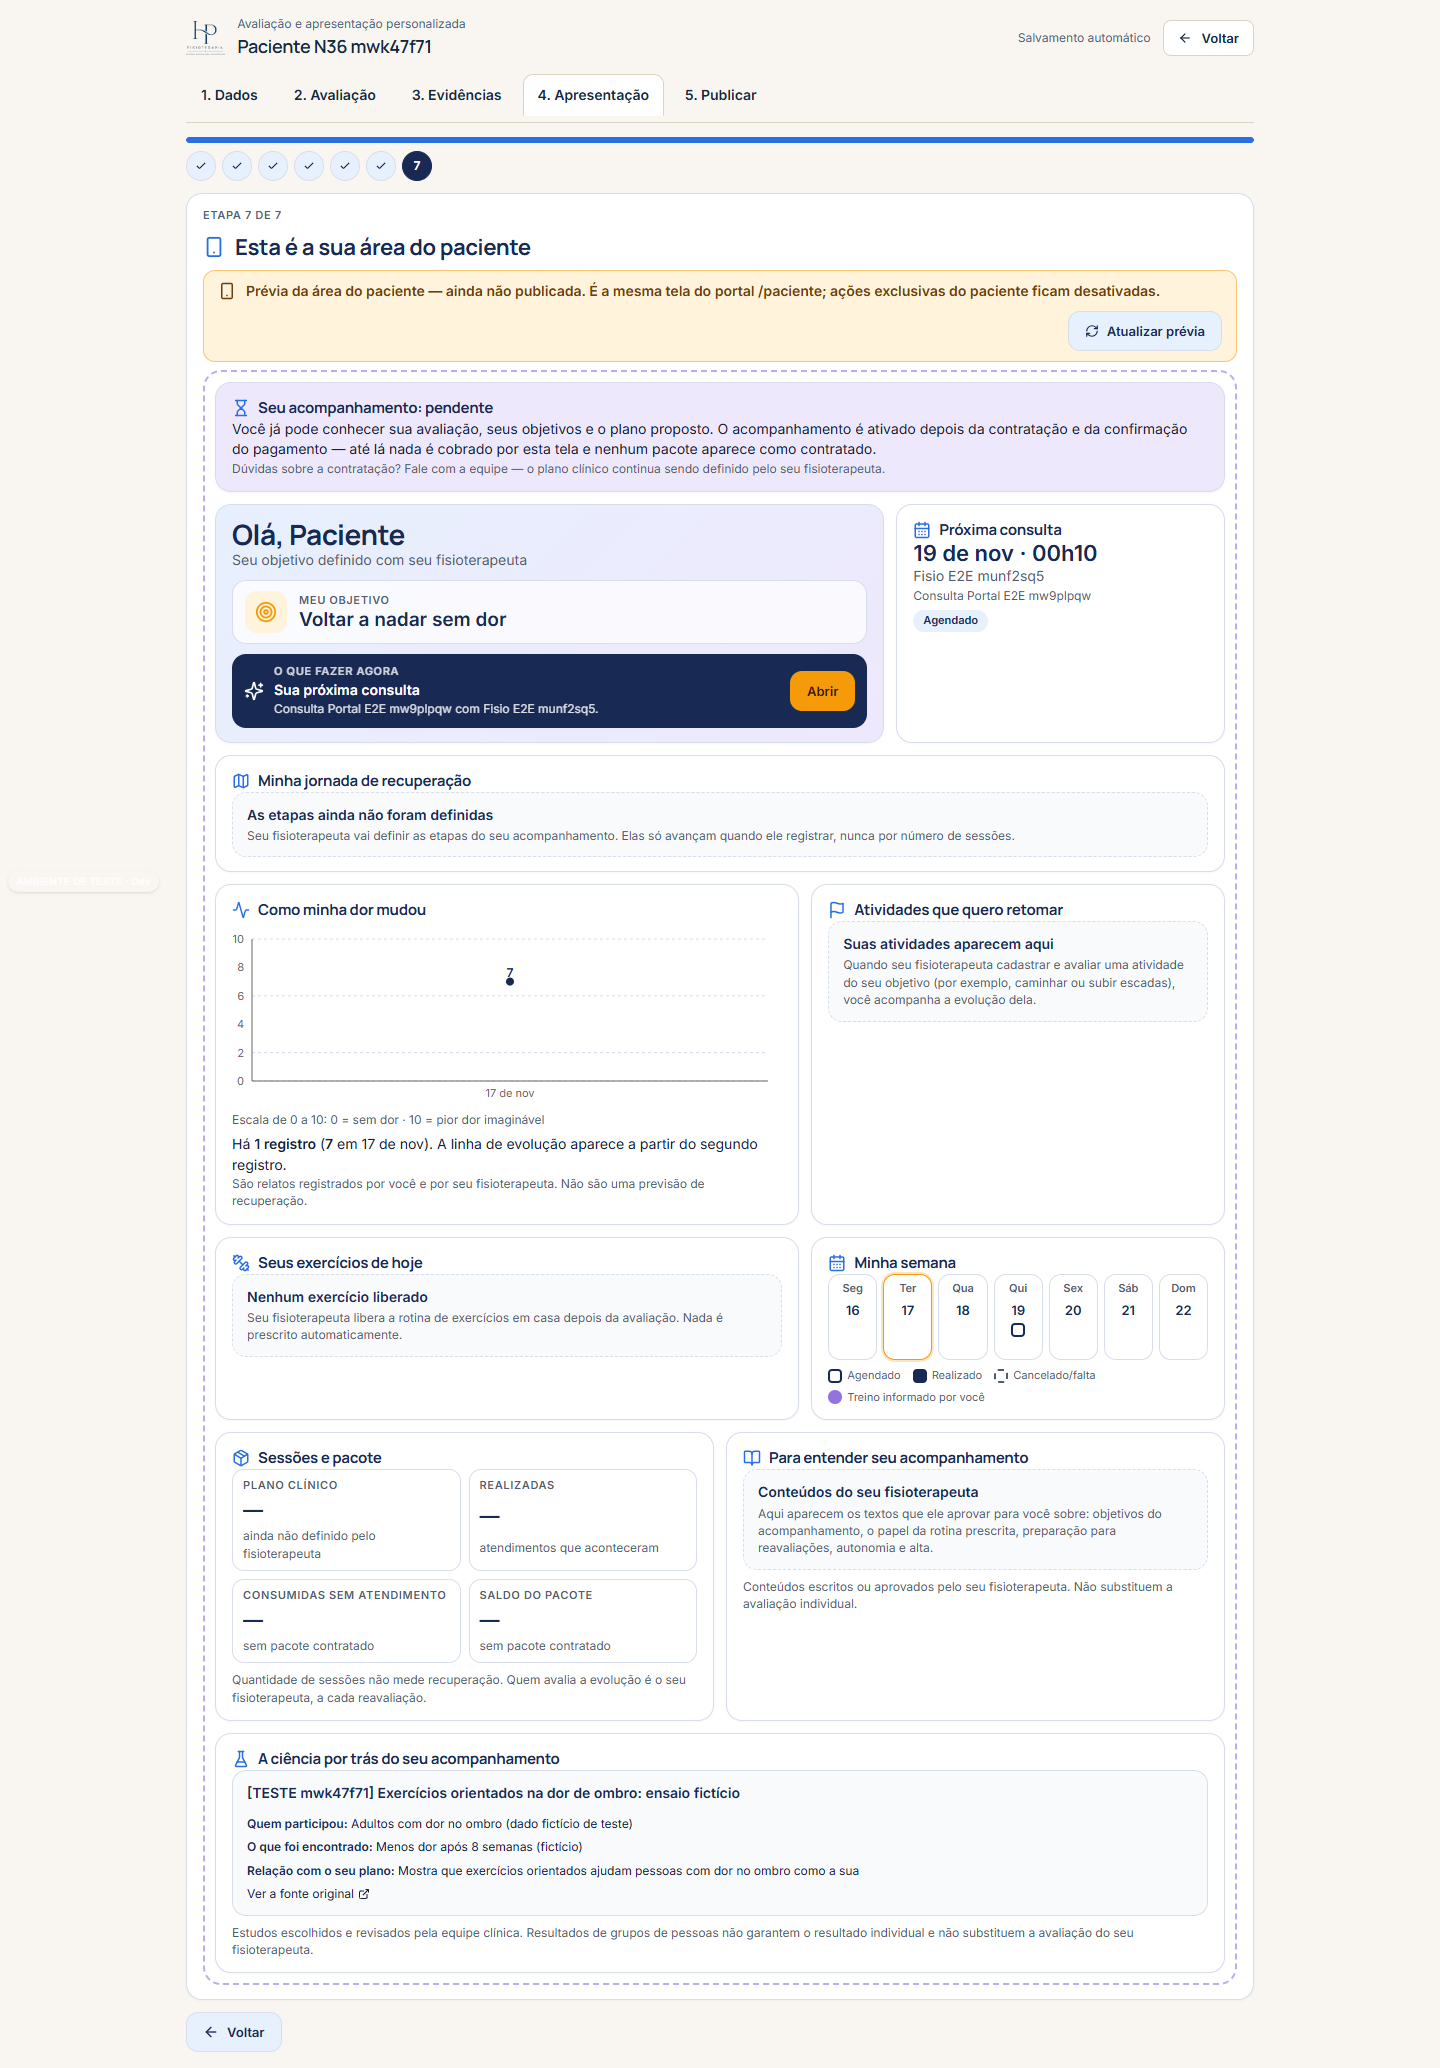 HP
FISIOTERAPIA
Avaliação e apresentação personalizada
Paciente N36 mwk47f71
Salvamento automático
Voltar
1. Dados
2. Avaliação
3. Evidências
4. Apresentação
5. Publicar
7
ETAPA 7 DE 7
Esta é a sua área do paciente
Prévia da área do paciente — ainda não publicada. É a mesma tela do portal /paciente; ações exclusivas do paciente ficam desativadas.
Atualizar prévia
Seu acompanhamento: pendente
Você já pode conhecer sua avaliação, seus objetivos e o plano proposto. O acompanhamento é ativado depois da contratação e da confirmação
do pagamento — até lá nada é cobrado por esta tela e nenhum pacote aparece como contratado.
Dúvidas sobre a contratação? Fale com a equipe — o plano clínico continua sendo definido pelo seu fisioterapeuta.
Olá, Paciente
Seu objetivo definido com seu fisioterapeuta
MEU OBJETIVO
Voltar a nadar sem dor
O QUE FAZER AGORA
Sua próxima consulta
Consulta Portal E2E mw9plpqw com Fisio E2E munf2sq5.
Abrir
Próxima consulta
19 de nov · 00h10
Fisio E2E munf2sq5
Consulta Portal E2E mw9plpqw
Agendado
Minha jornada de recuperação
As etapas ainda não foram definidas
Seu fisioterapeuta vai definir as etapas do seu acompanhamento. Elas só avançam quando ele registrar, nunca por número de sessões.
AMBIENTE DE TESTE · DEV
Como minha dor mudou
10
8
6
4
2
0
7
17 de nov
Escala de 0 a 10: 0 = sem dor · 10 = pior dor imaginável
Há 1 registro (7 em 17 de nov). A linha de evolução aparece a partir do segundo
registro.
São relatos registrados por você e por seu fisioterapeuta. Não são uma previsão de
recuperação.
Atividades que quero retomar
Suas atividades aparecem aqui
Quando seu fisioterapeuta cadastrar e avaliar uma atividade
do seu objetivo (por exemplo, caminhar ou subir escadas),
você acompanha a evolução dela.
Seus exercícios de hoje
Nenhum exercício liberado
Seu fisioterapeuta libera a rotina de exercícios em casa depois da avaliação. Nada é
prescrito automaticamente.
Minha semana
Seg Ter Qua Qui Sex Sáb Dom
16 17 18 19 20 21 22
Agendado Realizado Cancelado/falta
Treino informado por você
Sessões e pacote
PLANO CLÍNICO
—
ainda não definido pelo
fisioterapeuta
REALIZADAS
—
atendimentos que aconteceram
CONSUMIDAS SEM ATENDIMENTO
—
sem pacote contratado
SALDO DO PACOTE
—
sem pacote contratado
Quantidade de sessões não mede recuperação. Quem avalia a evolução é o seu
fisioterapeuta, a cada reavaliação.
Para entender seu acompanhamento
Conteúdos do seu fisioterapeuta
Aqui aparecem os textos que ele aprovar para você sobre: objetivos do
acompanhamento, o papel da rotina prescrita, preparação para
reavaliações, autonomia e alta.
Conteúdos escritos ou aprovados pelo seu fisioterapeuta. Não substituem a
avaliação individual.
A ciência por trás do seu acompanhamento
[TESTE mwk47f71] Exercícios orientados na dor de ombro: ensaio fictício
Quem participou: Adultos com dor no ombro (dado fictício de teste)
O que foi encontrado: Menos dor após 8 semanas (fictício)
Relação com o seu plano: Mostra que exercícios orientados ajudam pessoas com dor no ombro como a sua
Ver a fonte original
Estudos escolhidos e revisados pela equipe clínica. Resultados de grupos de pessoas não garantem o resultado individual e não substituem a avaliação do seu
fisioterapeuta.
Voltar